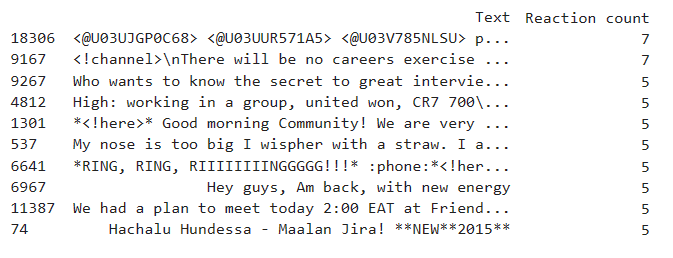 Text Reaction count
18306 <@U03UJGP0C68> <@U03UUR571A5> <@U03V785NLSU> p... 7
9167 <!channel>\nThere will be no careers exercise ... 7
9267 Who wants to know the secret to great intervie... 5
4812 High: working in a group, united won, CR7 700\... 5
1301 *<!here>* Good morning Community! We are very ... 5
537 My nose is too big I wispher with a straw. I a... 5
6641 *RING, RING, RIIIIIIIINGGGGG!!!* :phone:*<!her... 5
6967 Hey guys, Am back, with new energy 5
11387 We had a plan to meet today 2:00 EAT at Friend... 5
74 Hachalu Hundessa - Maalan Jira! **NEW**2015** 5